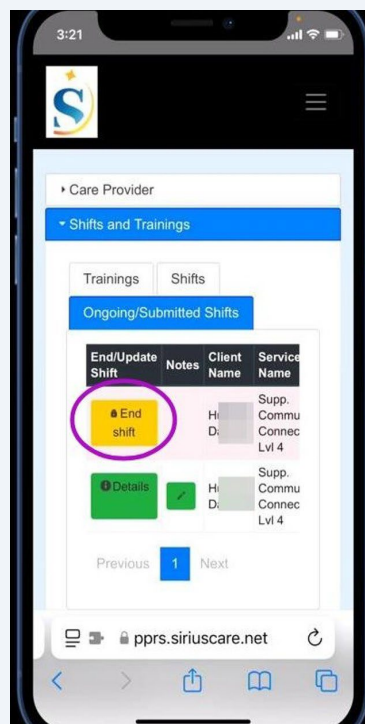 3:21
S
Care Provider
Shifts and Trainings
Trainings Shifts
Ongoing/Submitted Shifts
End/Update Shift Notes Client Name Service Name
End shift
Supp.
Commu
Connec
Lvl 4
Details
Supp.
Commu
Connec
Lvl 4
Previous 1 Next
pprs.siriuscare.net